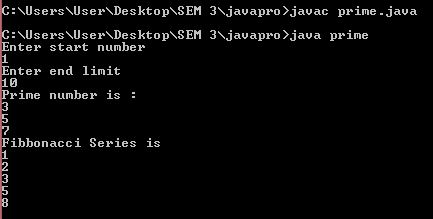 C:\Users\User\Desktop\SEM 3\javapro>javac prime.java
C:\Users\User\Desktop\SEM 3\javapro>java prime
Enter start number
1
Enter end limit
10
Prime number is :
3
5
7
Fibbonacci Series is
1
2
3
5
8